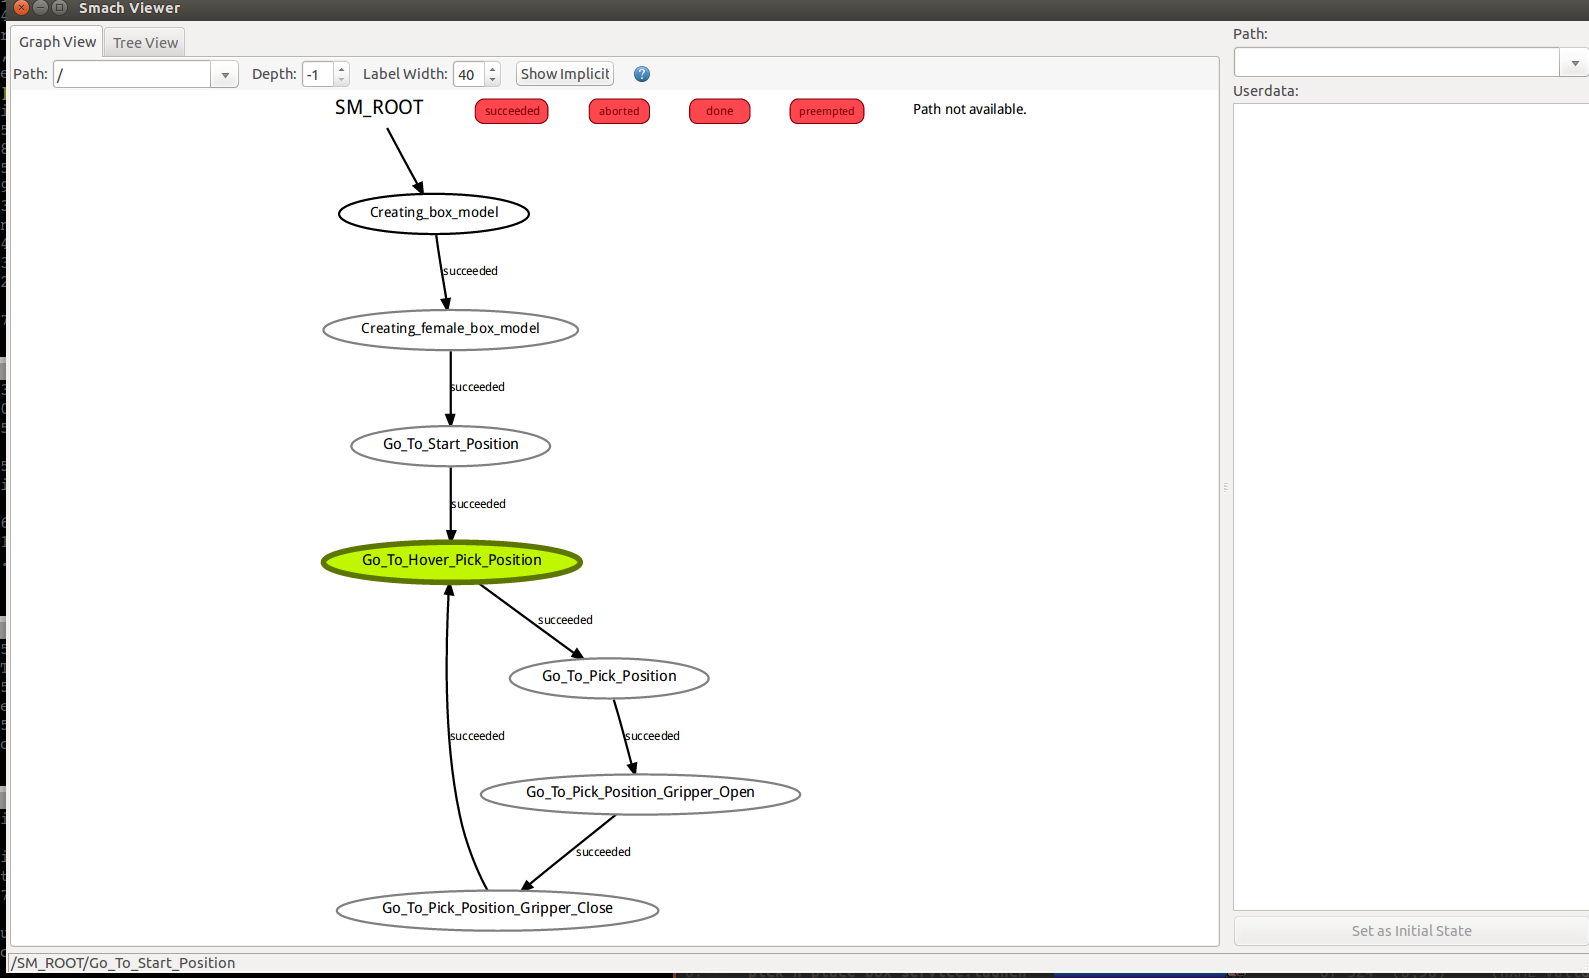 Smach Viewer
Graph View Tree View
Path: / Depth: -1 Label Width: 40 Show Implicit ?
SM_ROOT succeeded aborted done preempted Path not available.
Creating_box_model
succeeded
Creating_female_box_model
succeeded
Go_To_Start_Position
succeeded
Go_To_Hover_Pick_Position
succeeded
Go_To_Pick_Position
succeeded succeeded
Go_To_Pick_Position_Gripper_Open
succeeded
Go_To_Pick_Position_Gripper_Close
Path:
Userdata:
Set as Initial State
/SM_ROOT/Go_To_Start_Position